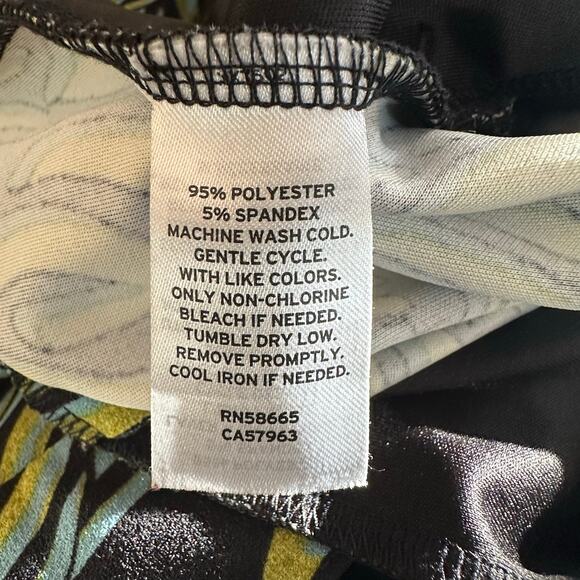 95% POLYESTER
5% SPANDEX
MACHINE WASH COLD.
GENTLE CYCLE.
WITH LIKE COLORS.
ONLY NON-CHLORINE
BLEACH IF NEEDED.
TUMBLE DRY LOW.
REMOVE PROMPTLY.
COOL IRON IF NEEDED.
RN58665
CA57963